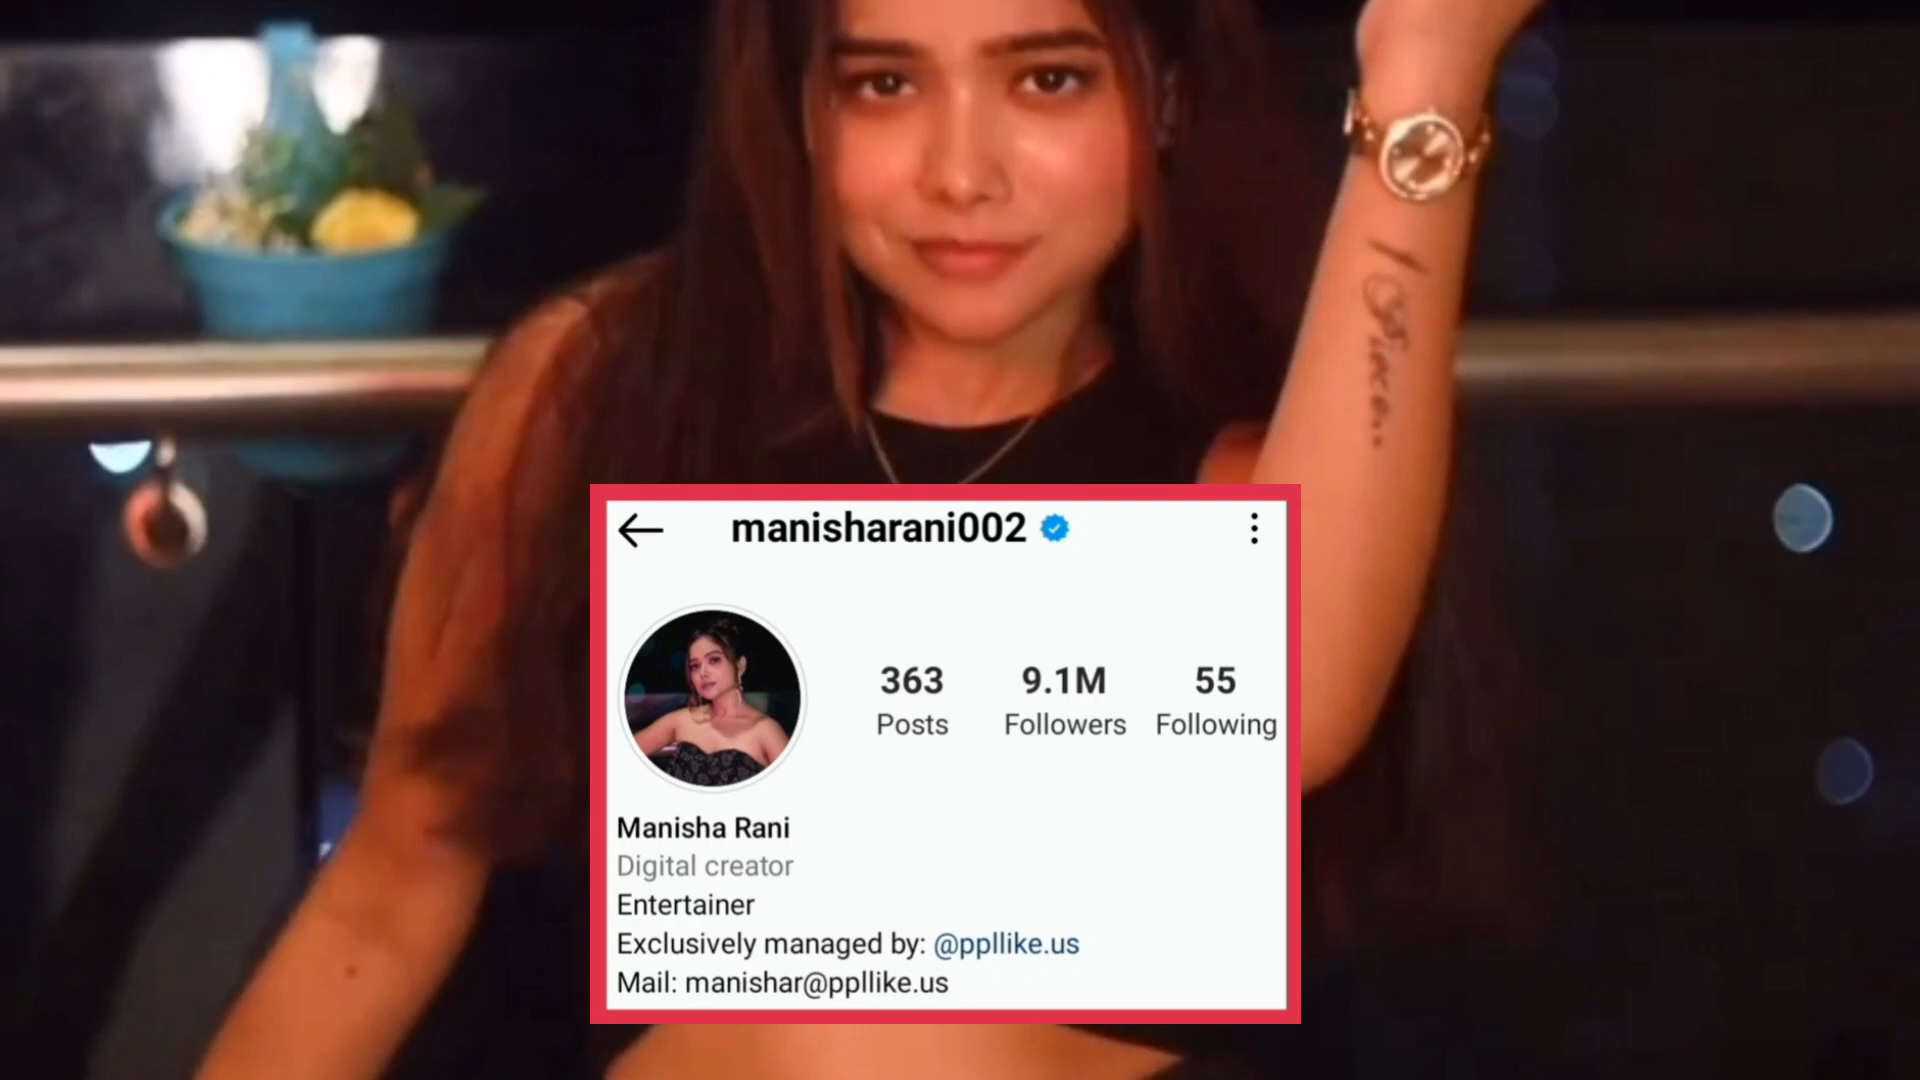 manisharani002
363 9.1M 55
Posts Followers Following
Manisha Rani
Digital creator
Entertainer
Exclusively managed by: @ppllike.us
Mail: manishar@ppllike.us